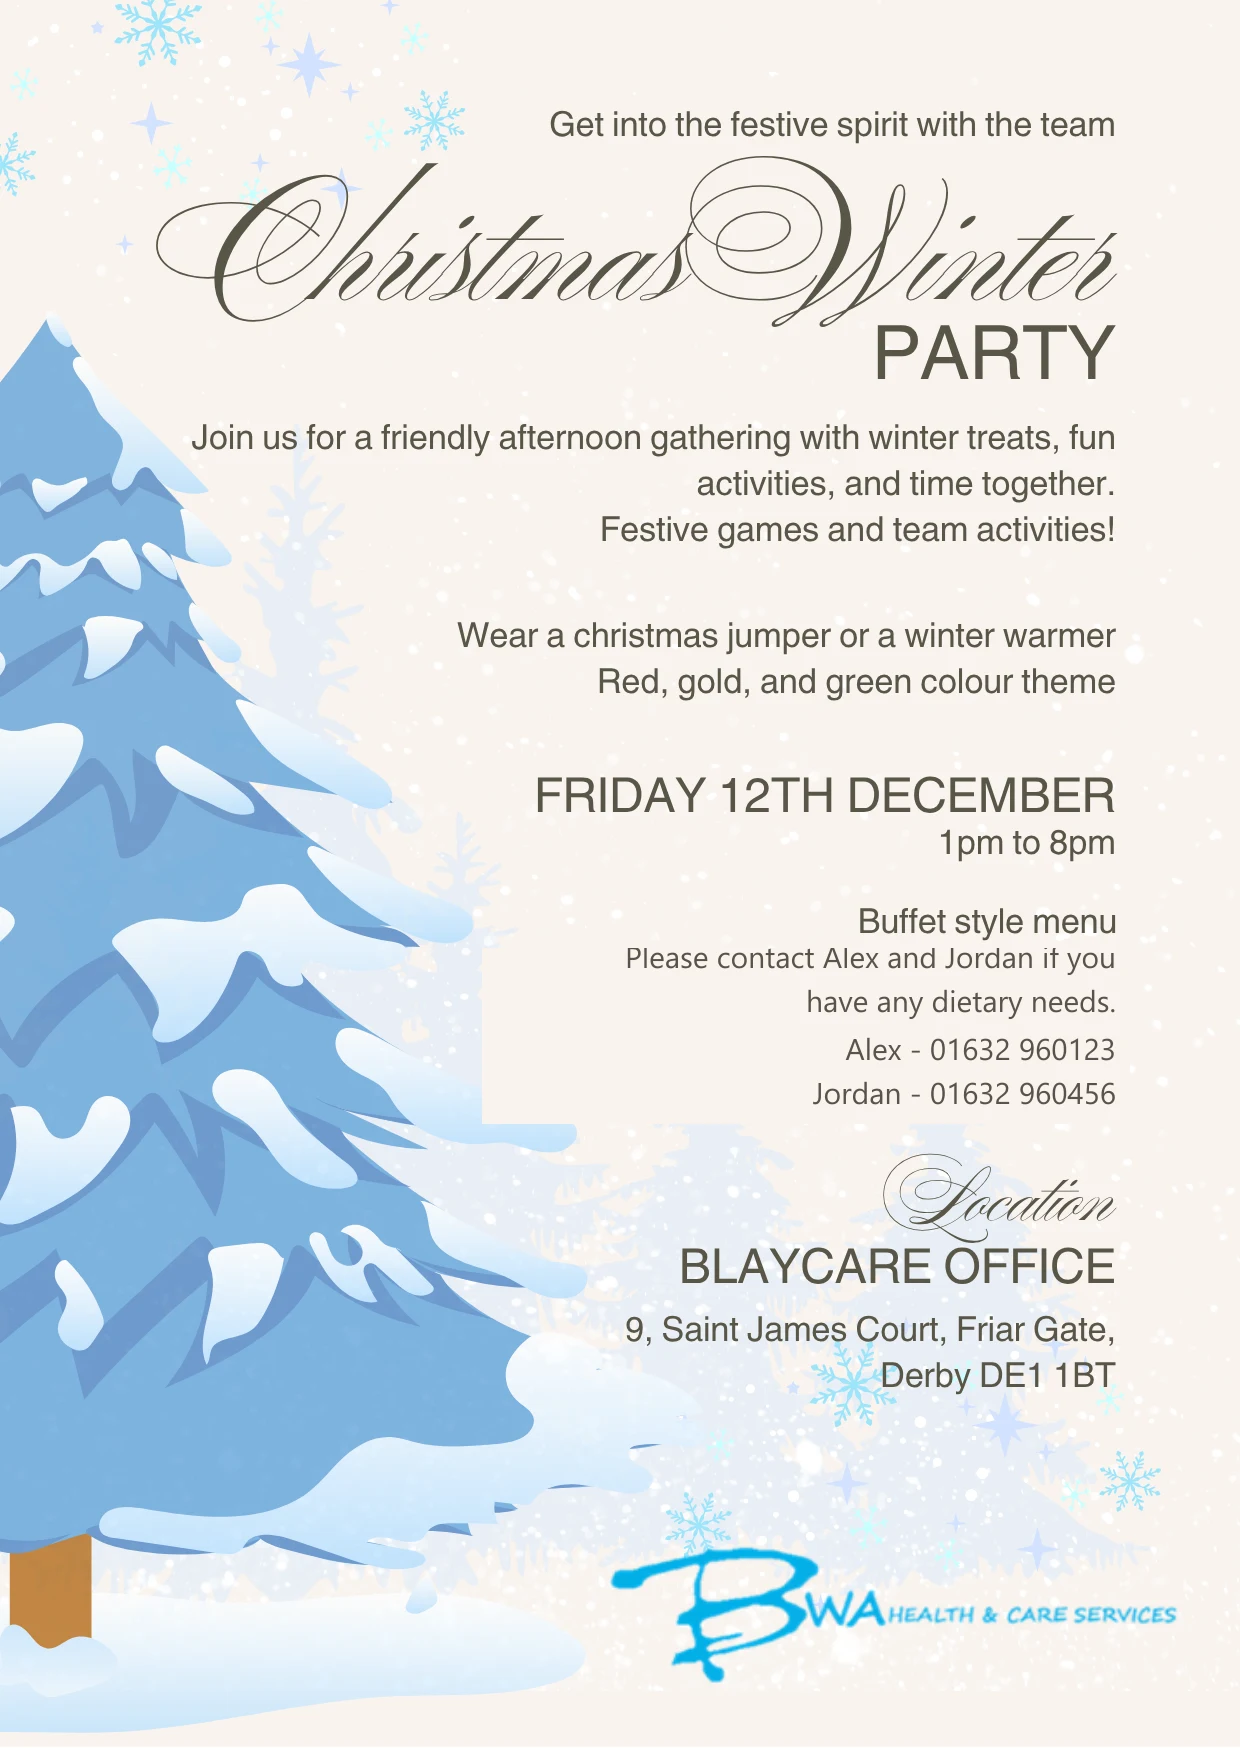 Get into the festive spirit with the team
Christmas Winter
PARTY
Join us for a friendly afternoon gathering with winter treats, fun
activities, and time together.
Festive games and team activities!
Wear a christmas jumper or a winter warmer
Red, gold, and green colour theme
FRIDAY 12TH DECEMBER
1pm to 8pm
Buffet style menu
Please contact Alex and Jordan if you
have any dietary needs.
Alex - 01632 960123
Jordan - 01632 960456
Location
BLAYCARE OFFICE
9, Saint James Court, Friar Gate,
Derby DE1 1BT
BWA HEALTH & CARE SERVICES